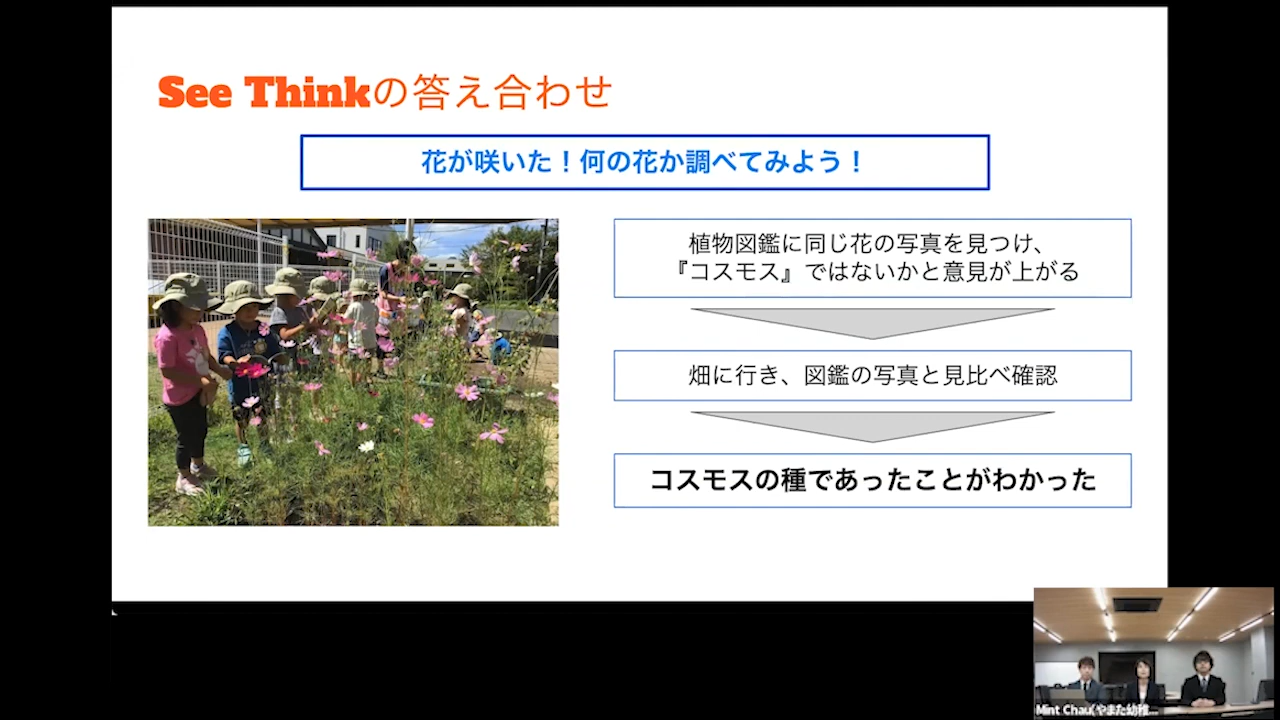 See Thinkの答え合わせ
花が咲いた！何の花か調べてみよう！
植物図鑑に同じ花の写真を見つけ、
『コスモス』ではないかと意見が上がる
畑に行き、図鑑の写真と見比べ確認
コスモスの種であったことがわかった
Mint Chau(やまた幼稚...